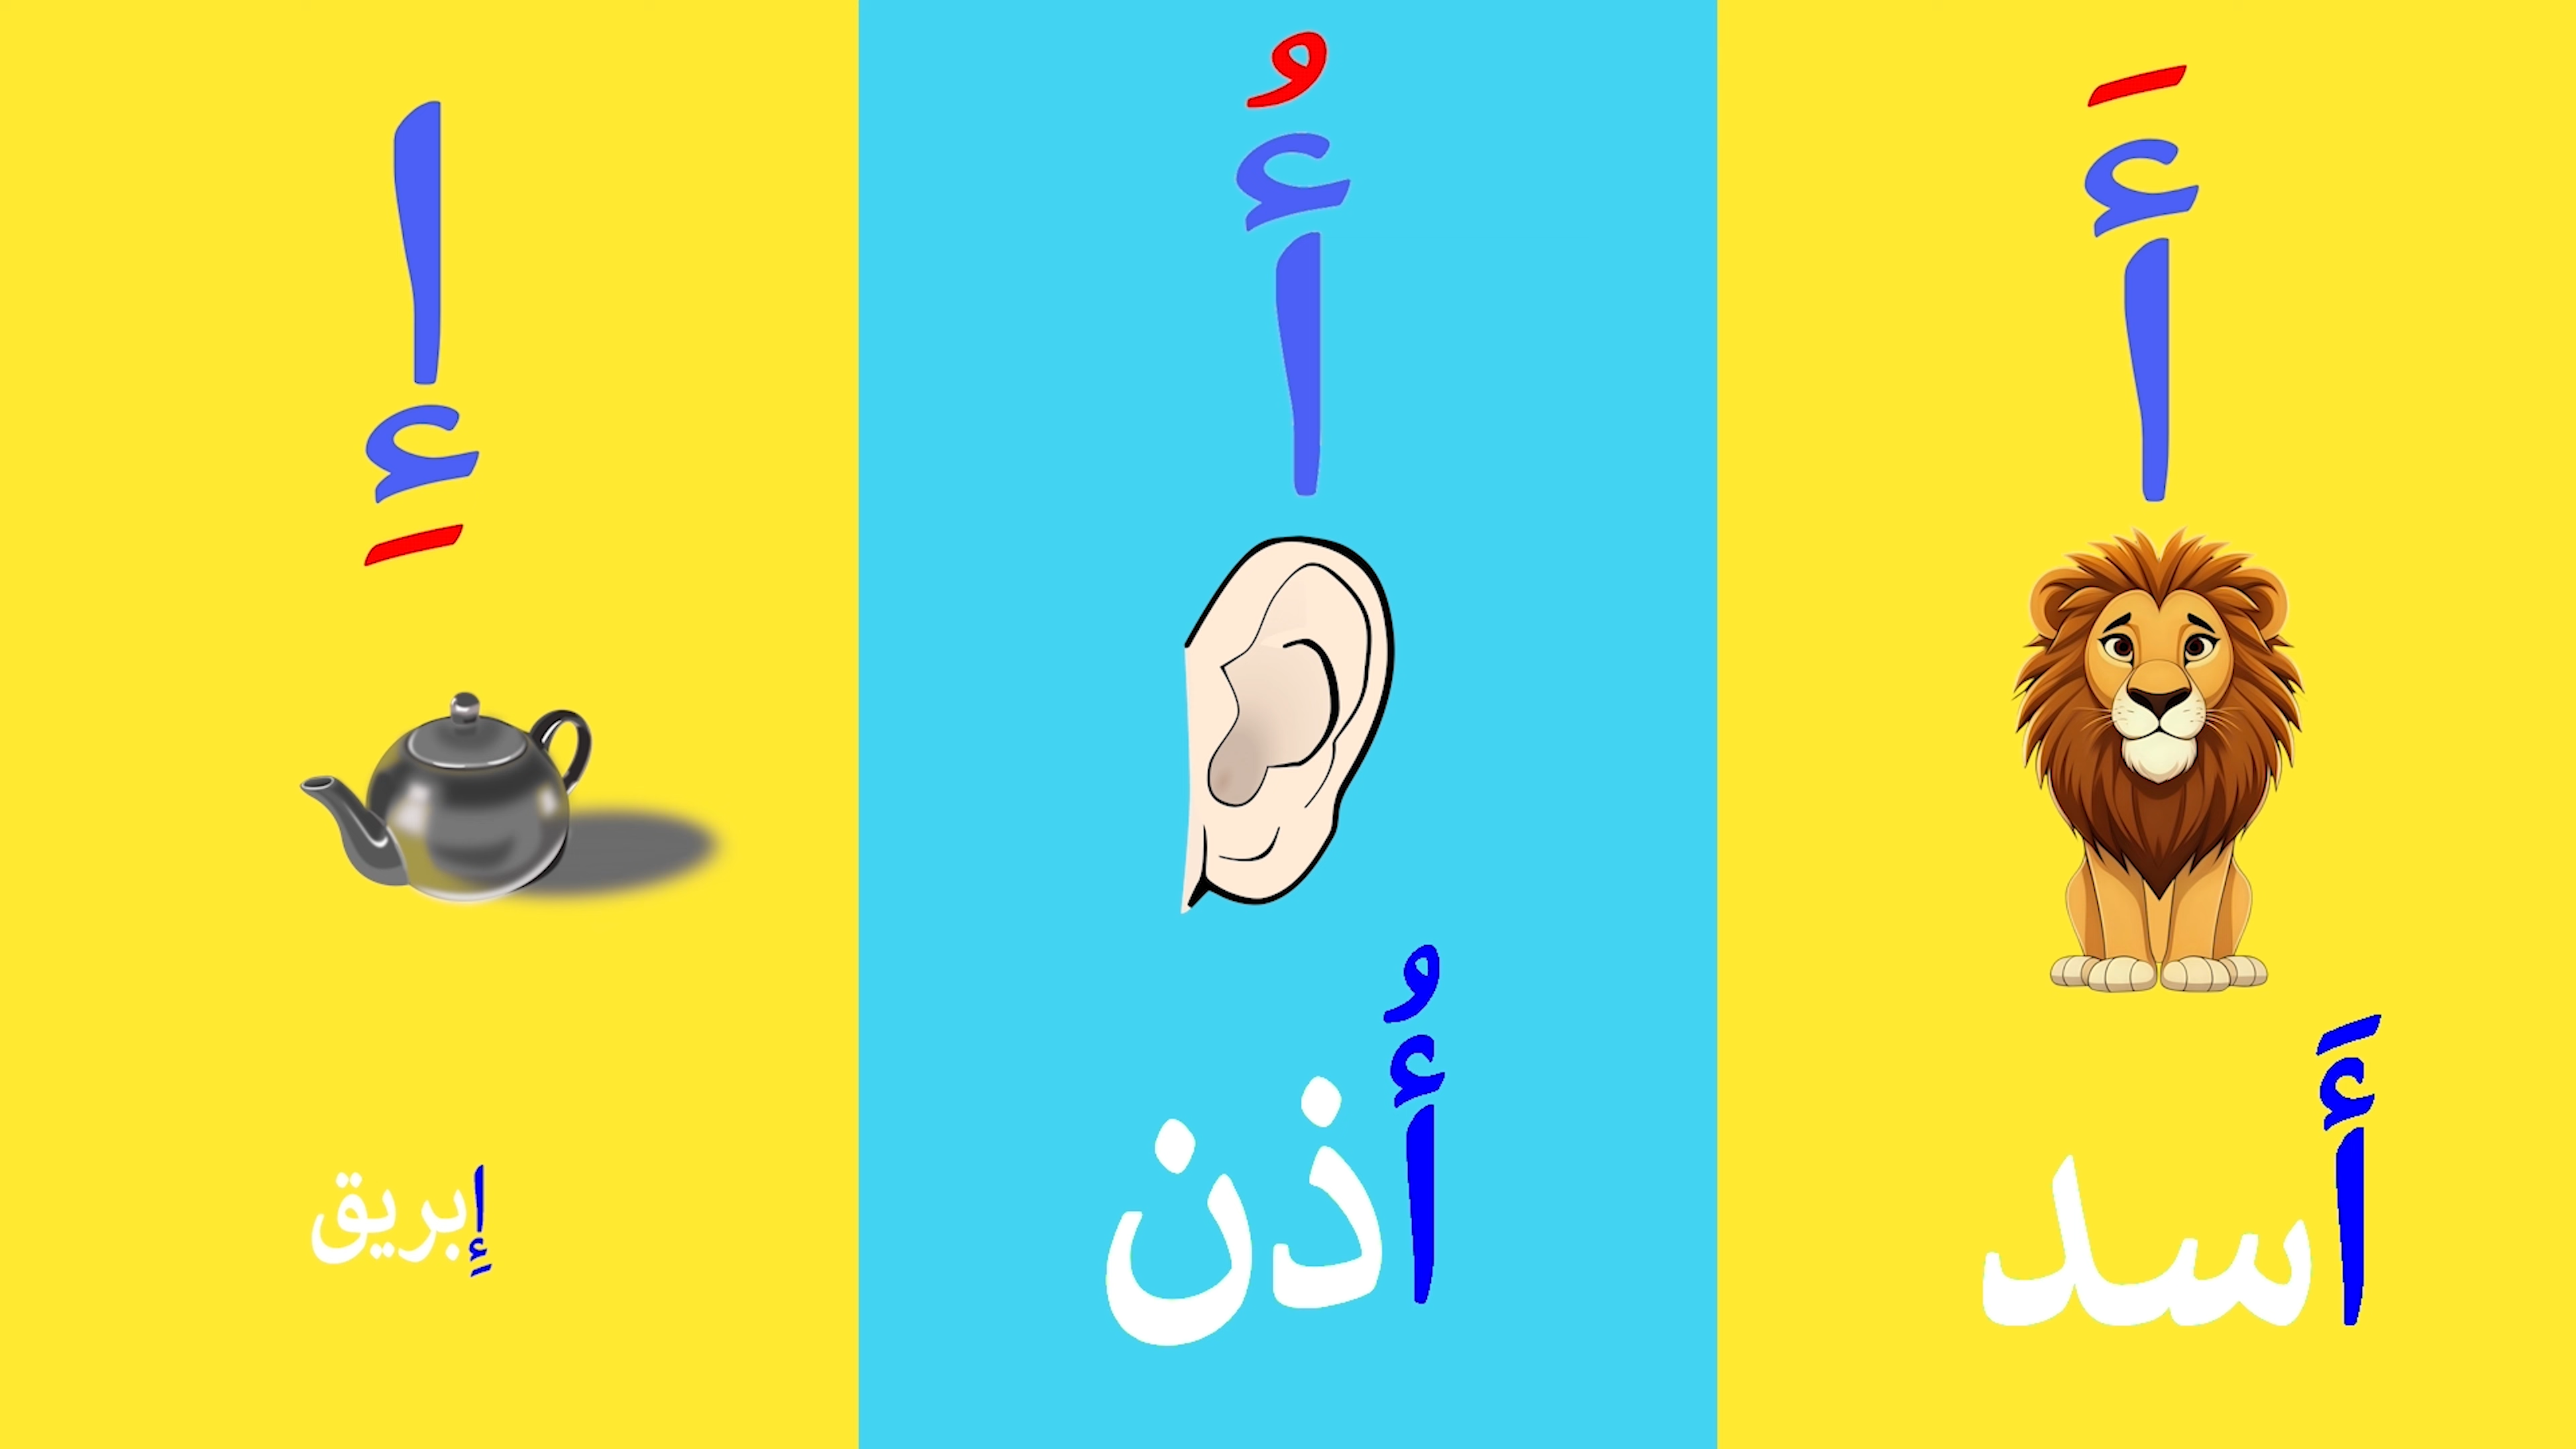 أَ
أُ
إِ
أَسد
أُذن
إِبريق